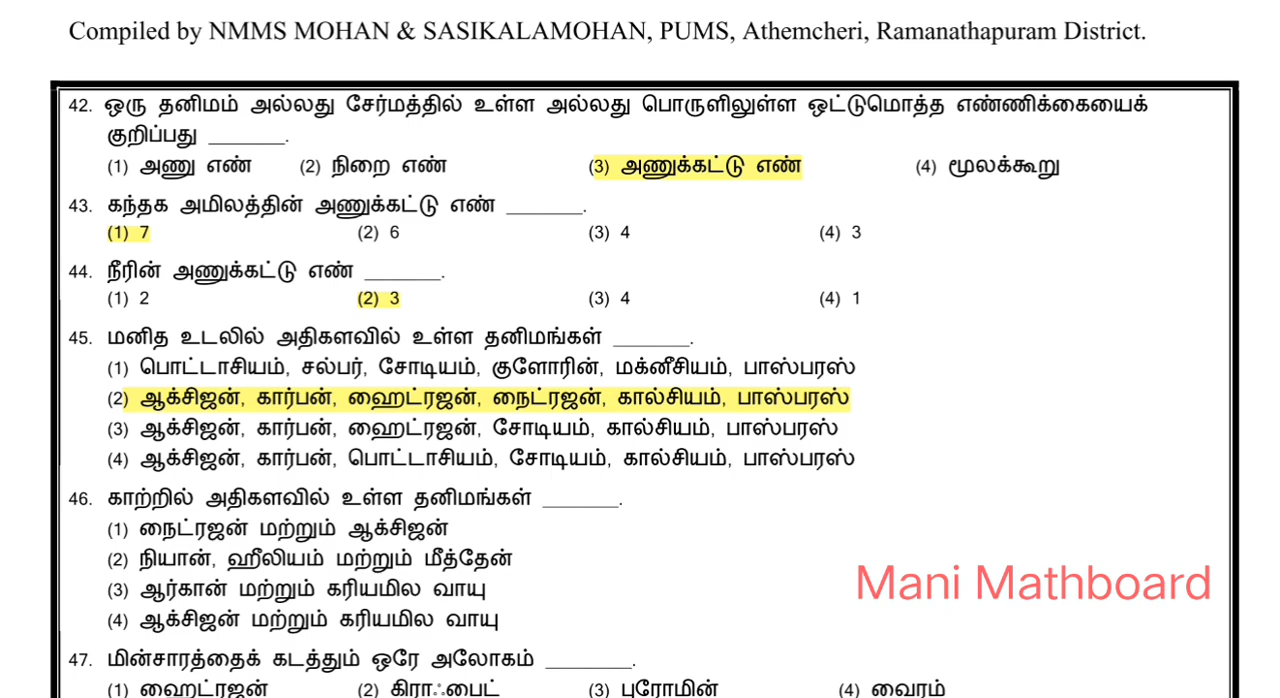 Compiled by NMMS MOHAN & SASIKALAMOHAN, PUMS, Athemcheri, Ramanathapuram District.
42. ஒரு தனிமம் அல்லது சேர்மத்தில் உள்ள அல்லது பொருளிலுள்ள ஒட்டுமொத்த எண்ணிக்கையைக்
குறிப்பது ________.
(1) அணு எண் (2) நிறை எண் (3) அணுக்கட்டு எண் (4) மூலக்கூறு
43. கந்தக அமிலத்தின் அணுக்கட்டு எண் ________.
(1) 7 (2) 6 (3) 4 (4) 3
44. நீரின் அணுக்கட்டு எண் ________.
(1) 2 (2) 3 (3) 4 (4) 1
45. மனித உடலில் அதிகளவில் உள்ள தனிமங்கள் ________.
(1) பொட்டாசியம், சல்பர், சோடியம், குளோரின், மக்னீசியம், பாஸ்பரஸ்
(2) ஆக்சிஜன், கார்பன், ஹைட்ரஜன், நைட்ரஜன், கால்சியம், பாஸ்பரஸ்
(3) ஆக்சிஜன், கார்பன், ஹைட்ரஜன், சோடியம், கால்சியம், பாஸ்பரஸ்
(4) ஆக்சிஜன், கார்பன், பொட்டாசியம், சோடியம், கால்சியம், பாஸ்பரஸ்
46. காற்றில் அதிகளவில் உள்ள தனிமங்கள் ________.
(1) நைட்ரஜன் மற்றும் ஆக்சிஜன்
(2) நியான், ஹீலியம் மற்றும் மீத்தேன்
(3) ஆர்கான் மற்றும் கரியமில வாயு
Mani Mathboard
(4) ஆக்சிஜன் மற்றும் கரியமில வாயு
47. மின்சாரத்தைக் கடத்தும் ஒரே அலோகம் _________.
(1) ஹைட்ரஜன் (2) கிராஃபைட் (3) புரோமின் (4) வைரம்